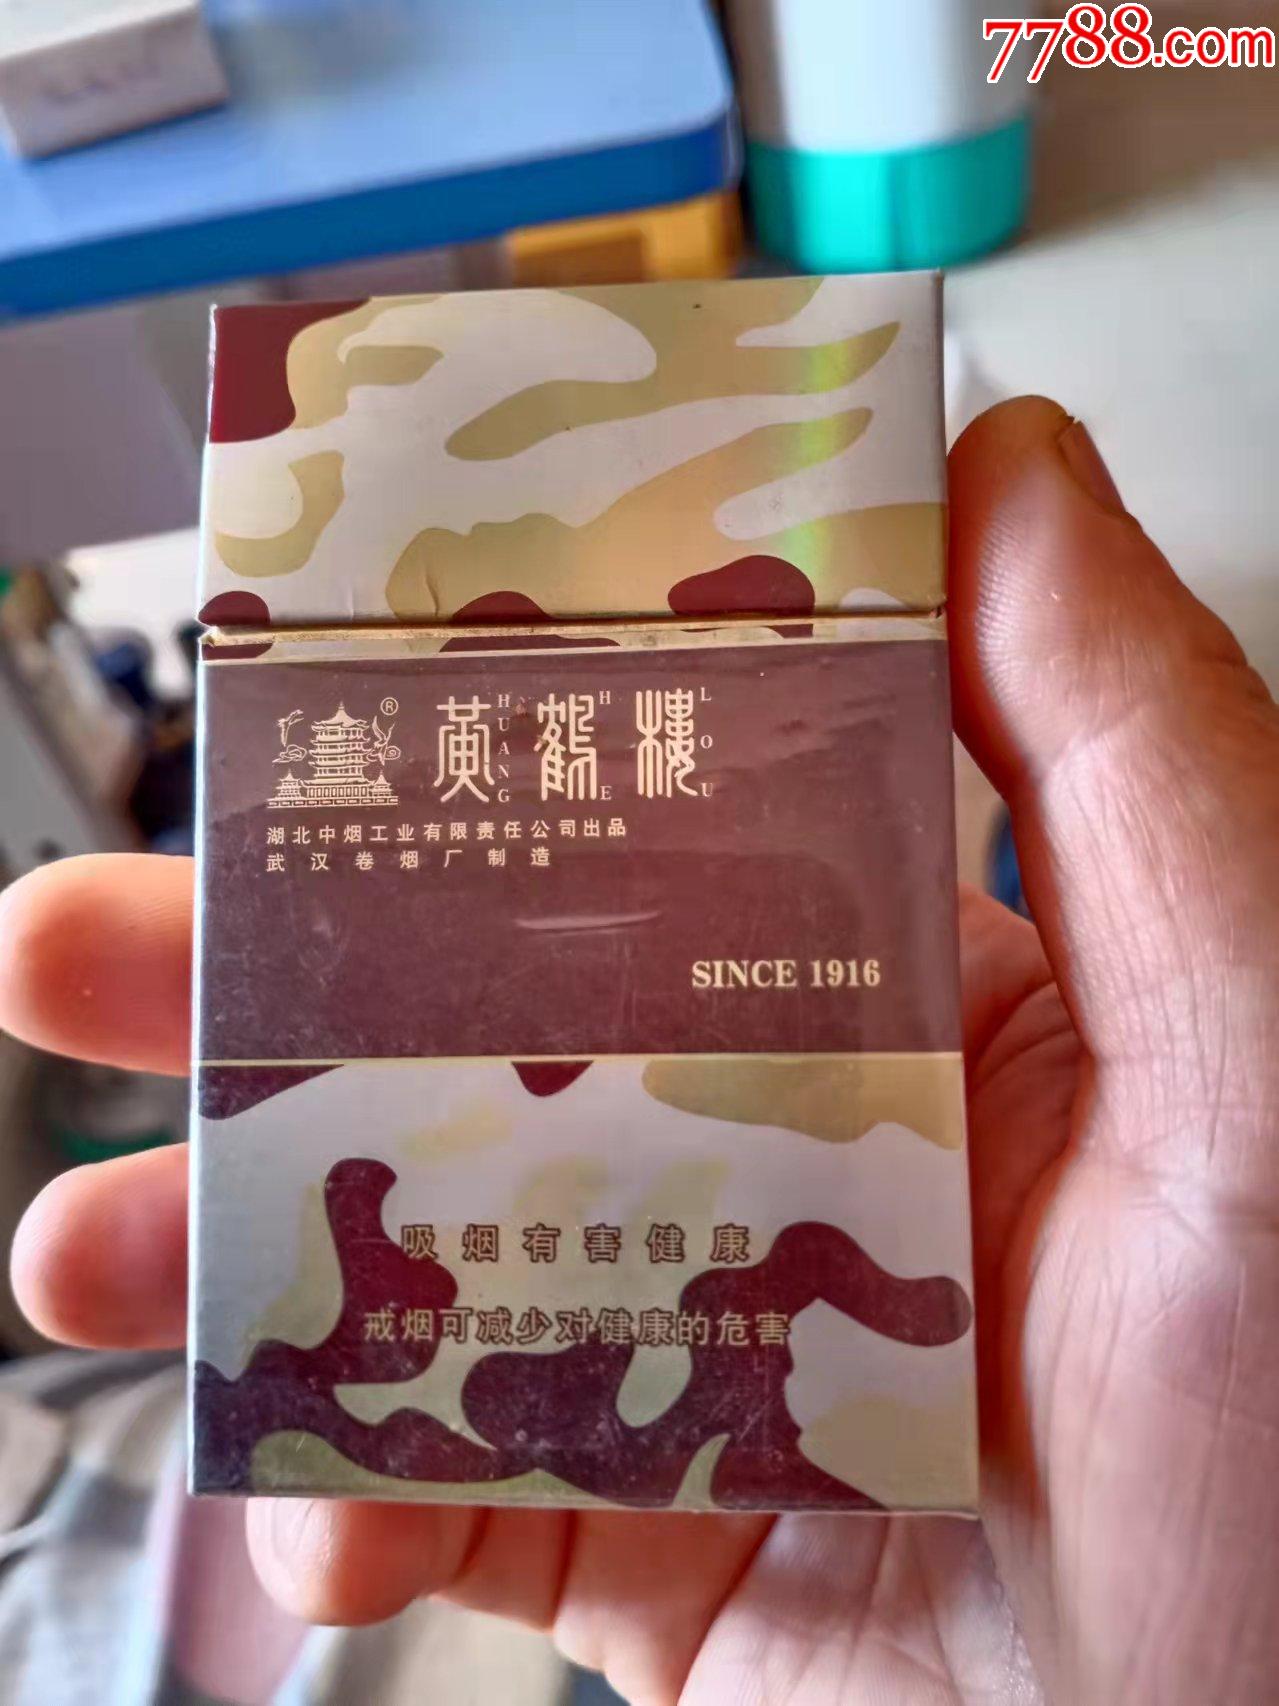 7788.com
黄鹤楼
HUANG HE LOU
®
湖北中烟工业有限责任公司出品
武汉卷烟厂制造
SINCE 1916
吸烟有害健康
戒烟可减少对健康的危害